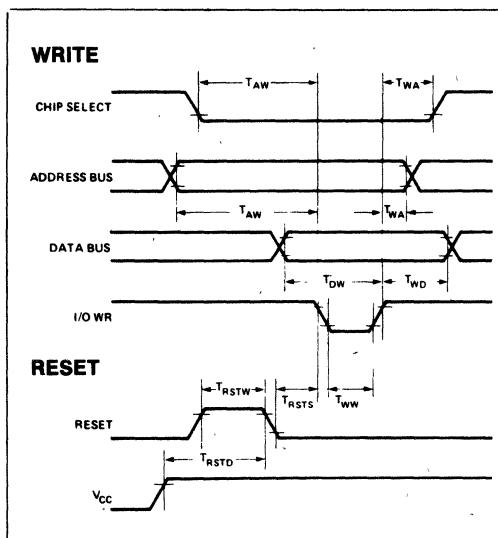 WRITE
T_AW
T_WA
CHIP SELECT
ADDRESS BUS
T_AW
T_WA
DATA BUS
T_DW
T_WD
I/O WR
RESET
T_RSTW
T_RSTS
T_WW
RESET
T_RSTD
V_CC